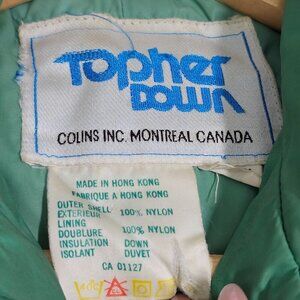 Topher
DOWN
COLINS INC. MONTREAL CANADA
MADE IN HONG KONG
FABRIQUE A HONG KONG
OUTER SHELL
EXTERIEUR 100% NYLON
LINING
DOUBLURE 100% NYLON
INSULATION DOWN
ISOLANT DUVET
CA 01127